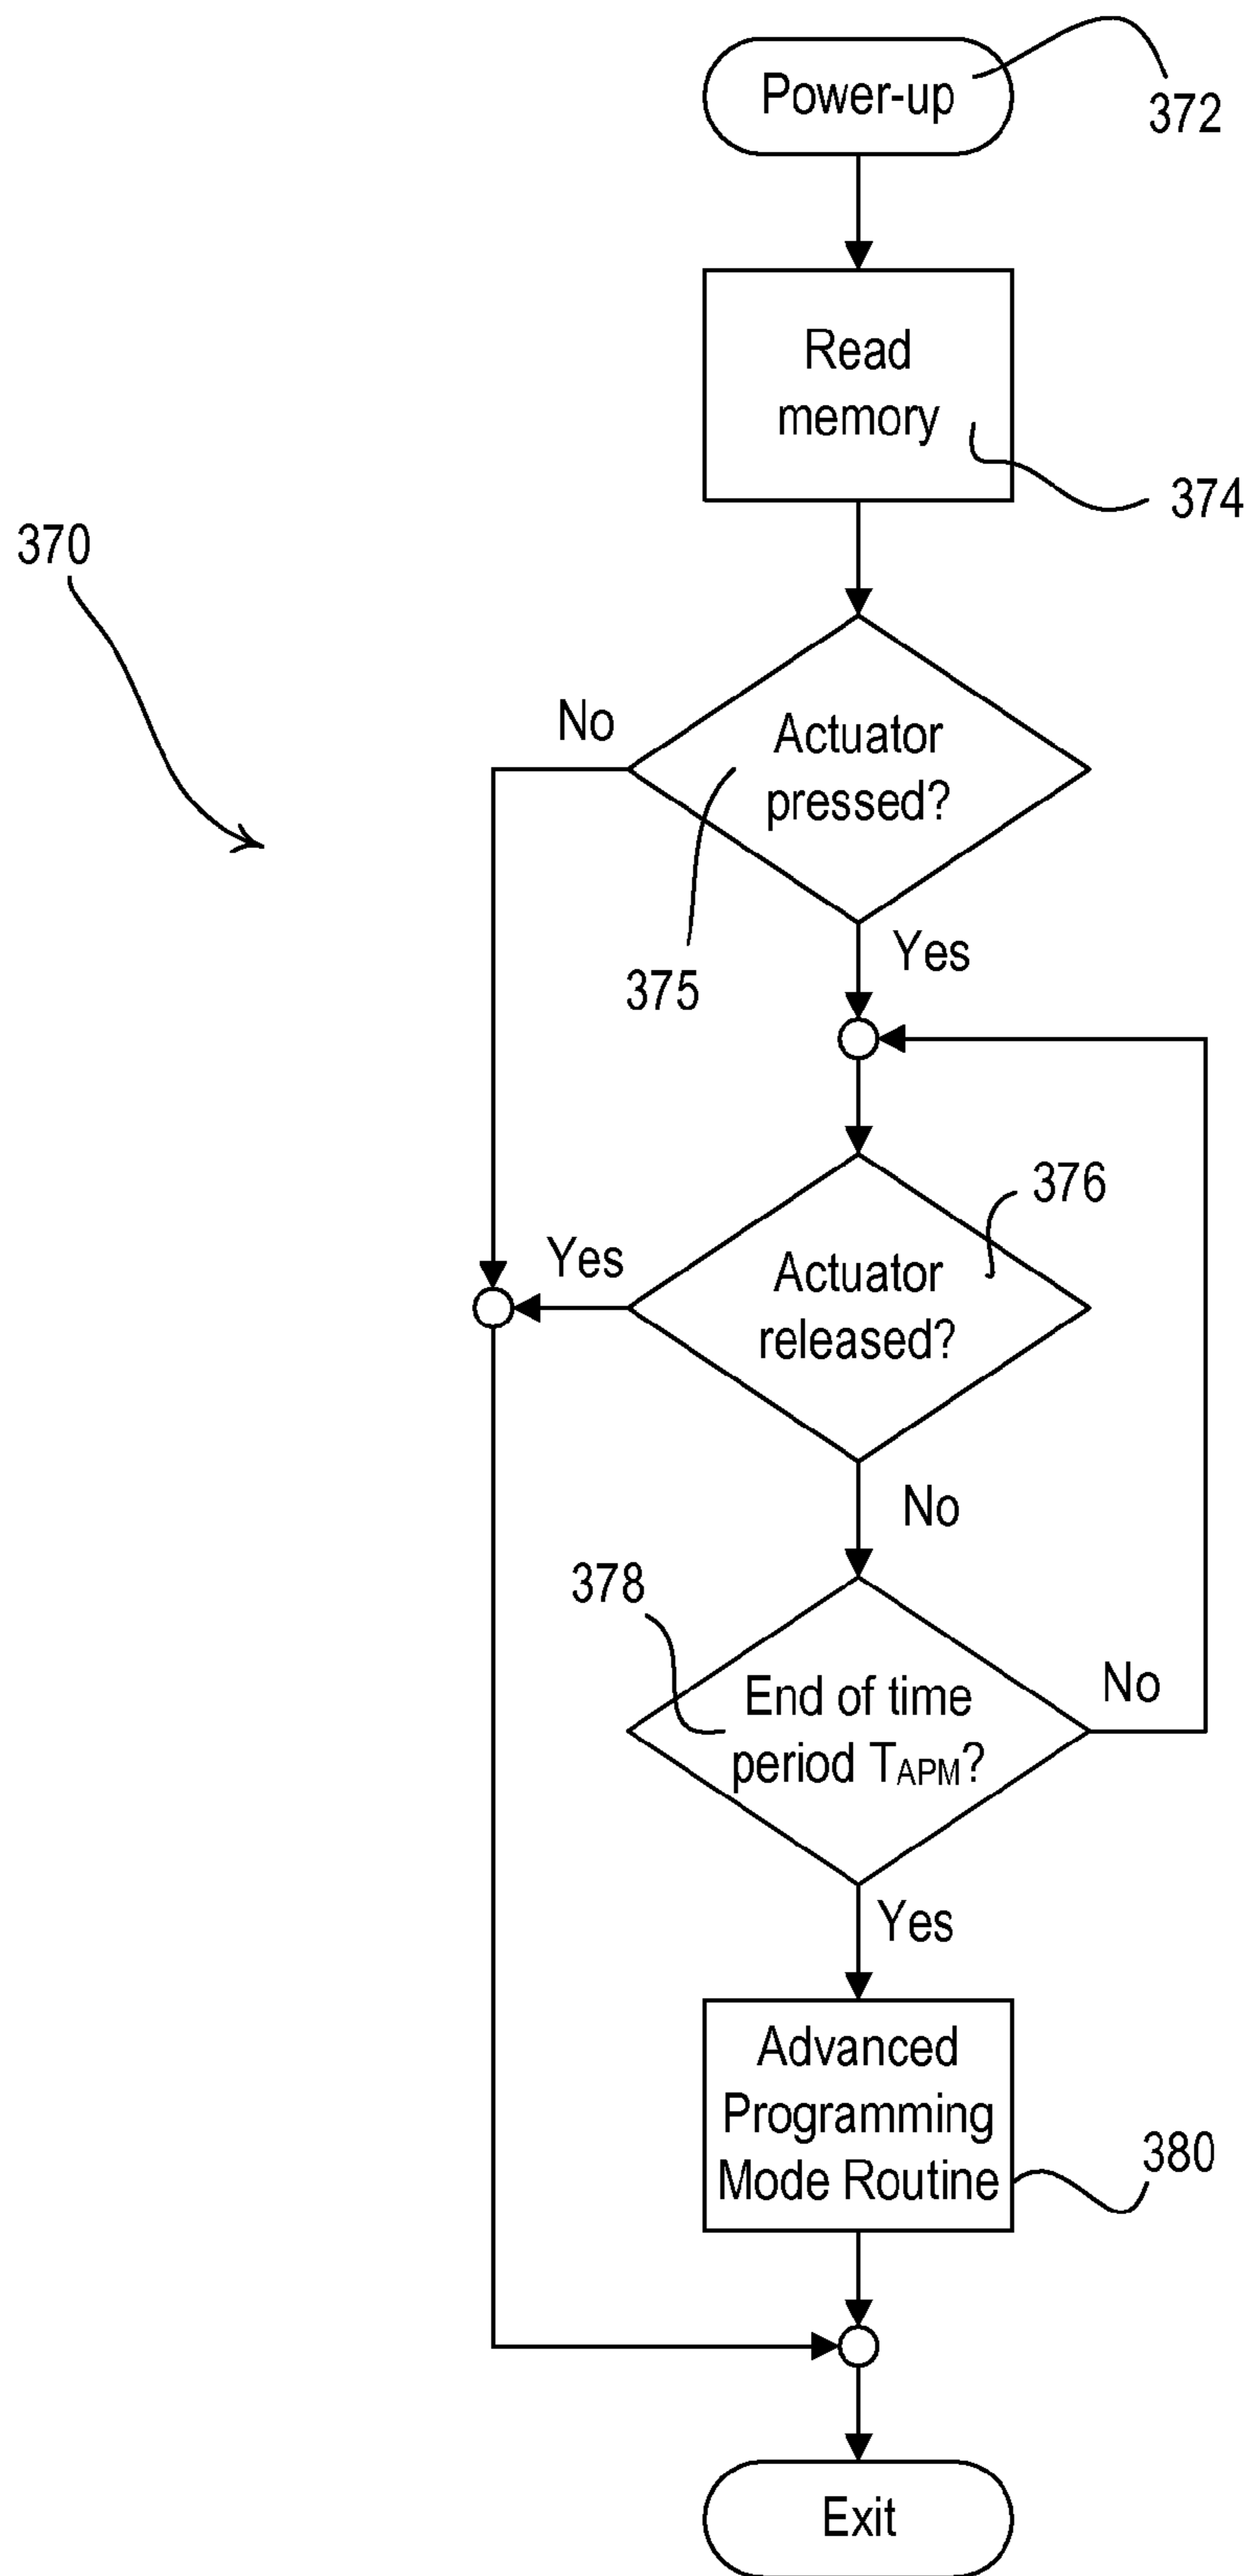 Power-up
372
Read
memory
374
370
No
Actuator
pressed?
375
Yes
376
Yes
Actuator
released?
No
378
End of time
period TAPM?
No
Yes
Advanced
Programming
Mode Routine
380
Exit